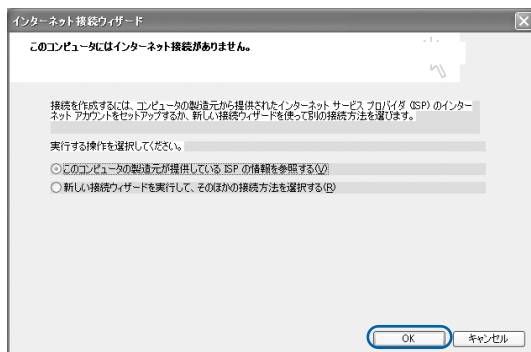 インターネット接続ウィザード
このコンピュータにはインターネット接続がありません。
接続を作成するには、コンピュータの製造元から提供されたインターネット サービス プロバイダ (ISP) のインター
ネット アカウントをセットアップするか、新しい接続ウィザードを使って別の接続方法を選びます。
実行する操作を選択してください。
このコンピュータの製造元が提供している ISP の情報を参照する(V)
新しい接続ウィザードを実行して、そのほかの接続方法を選択する(R)
OK キャンセル